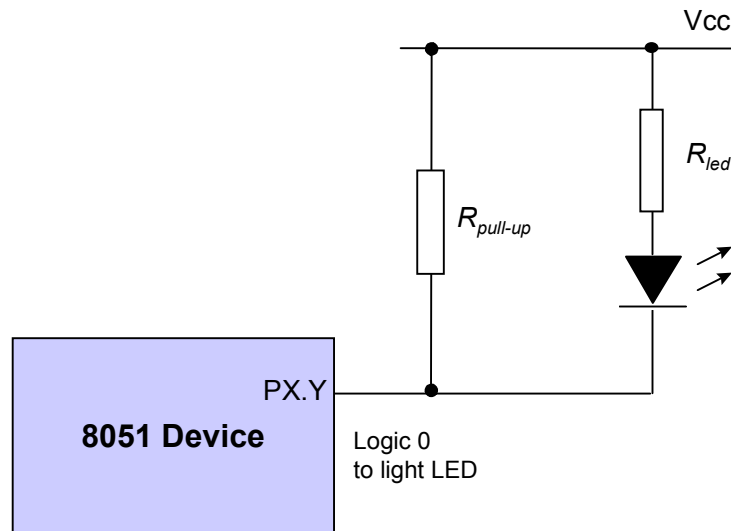 Vcc
R_led
R_pull-up
PX.Y
8051 Device
Logic 0
to light LED